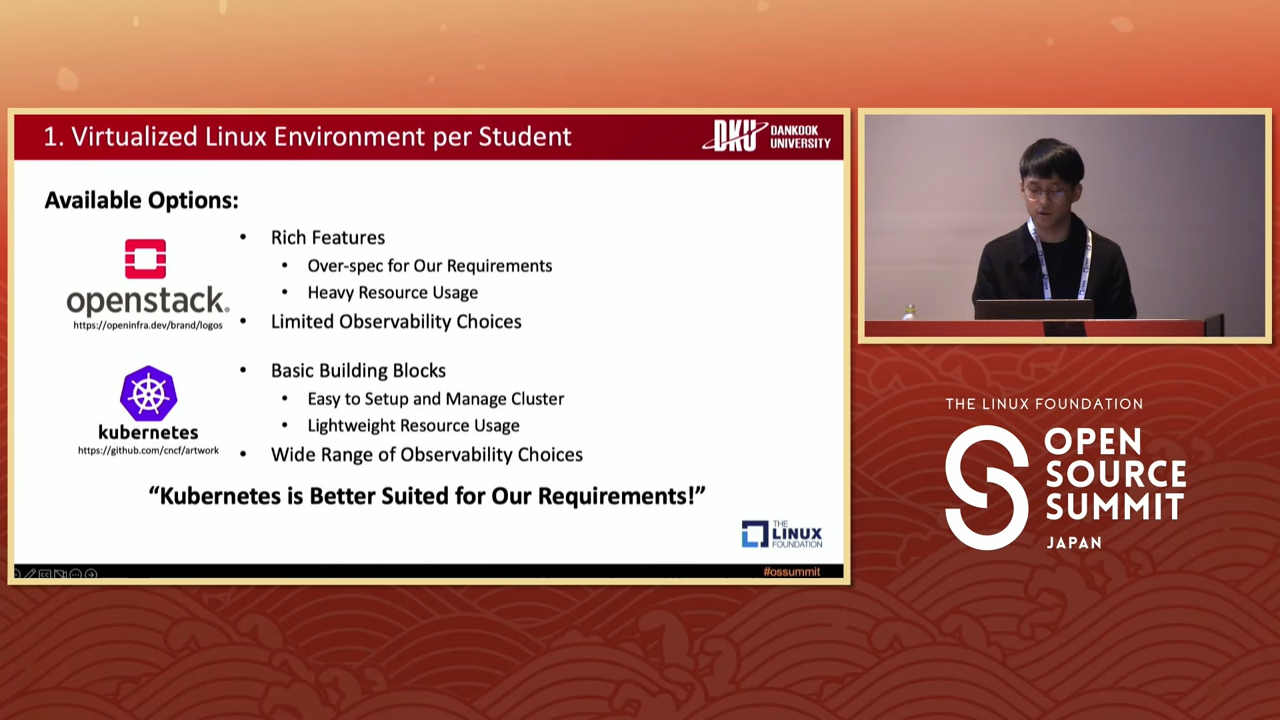 1. Virtualized Linux Environment per Student
DKU DANKOOK
UNIVERSITY
Available Options:
openstack®
https://openinfra.dev/brand/logos
• Rich Features
• Over-spec for Our Requirements
• Heavy Resource Usage
• Limited Observability Choices
kubernetes
https://github.com/cncf/artwork
• Basic Building Blocks
• Easy to Setup and Manage Cluster
• Lightweight Resource Usage
• Wide Range of Observability Choices
“Kubernetes is Better Suited for Our Requirements!”
THE
LINUX
FOUNDATION
#ossummit
THE LINUX FOUNDATION
OPEN
SOURCE
SUMMIT
JAPAN